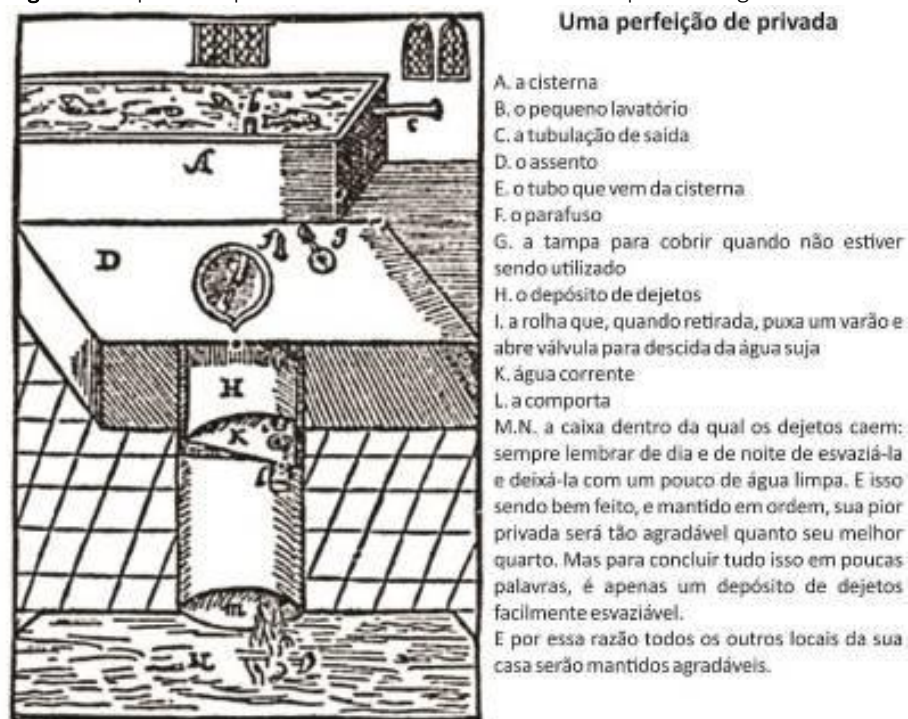 Uma perfeição de privada
A. a cisterna
B. o pequeno lavatório
C. a tubulação de saída
D. o assento
E. o tubo que vem da cisterna
F. o parafuso
G. a tampa para cobrir quando não estiver
sendo utilizado
H. o depósito de dejetos
I. a rolha que, quando retirada, puxa um varão e
abre válvula para descida da água suja
K. água corrente
L. a comporta
M.N. a caixa dentro da qual os dejetos caem:
sempre lembrar de dia e de noite de esvaziá-la
e deixá-la com um pouco de água limpa. E isso
sendo bem feito, e mantido em ordem, sua pior
privada será tão agradável quanto seu melhor
quarto. Mas para concluir tudo isso em poucas
palavras, é apenas um depósito de dejetos
facilmente esvaziável.
E por essa razão todos os outros locais da sua
casa serão mantidos agradáveis.
b
c
A
D
f
g
H
K
l
m
N